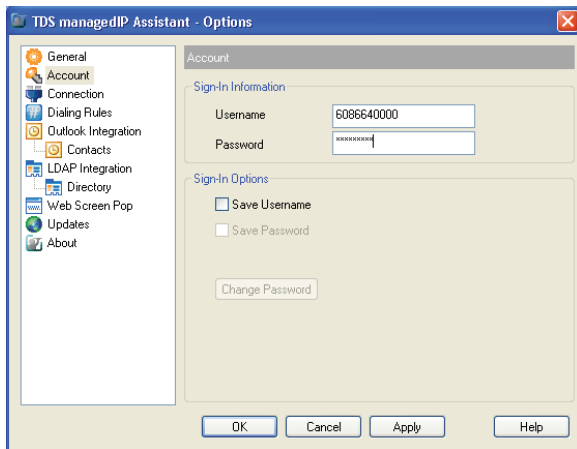 TDS managedIP Assistant - Options
General
Account
Connection
Dialing Rules
Outlook Integration
Contacts
LDAP Integration
Directory
Web Screen Pop
Updates
About
Account
Sign-In Information
Username 6086640000
Password *********
Sign-In Options
Save Username
Save Password
Change Password
OK Cancel Apply Help